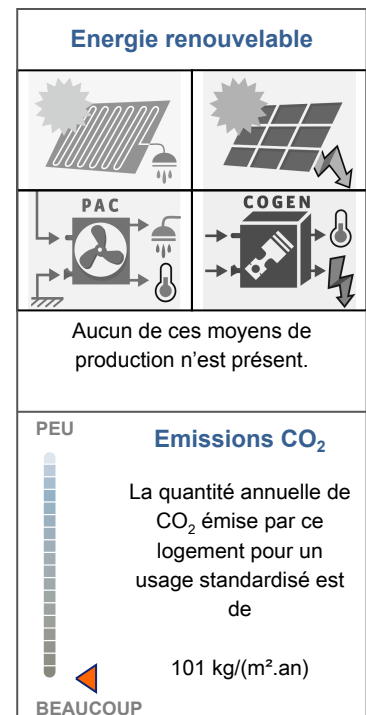 Energie renouvelable
PAC
COGEN
Aucun de ces moyens de
production n'est présent.
PEU
Emissions CO₂
La quantité annuelle de
CO₂ émise par ce
logement pour un
usage standardisé est
de
101 kg/(m².an)
BEAUCOUP